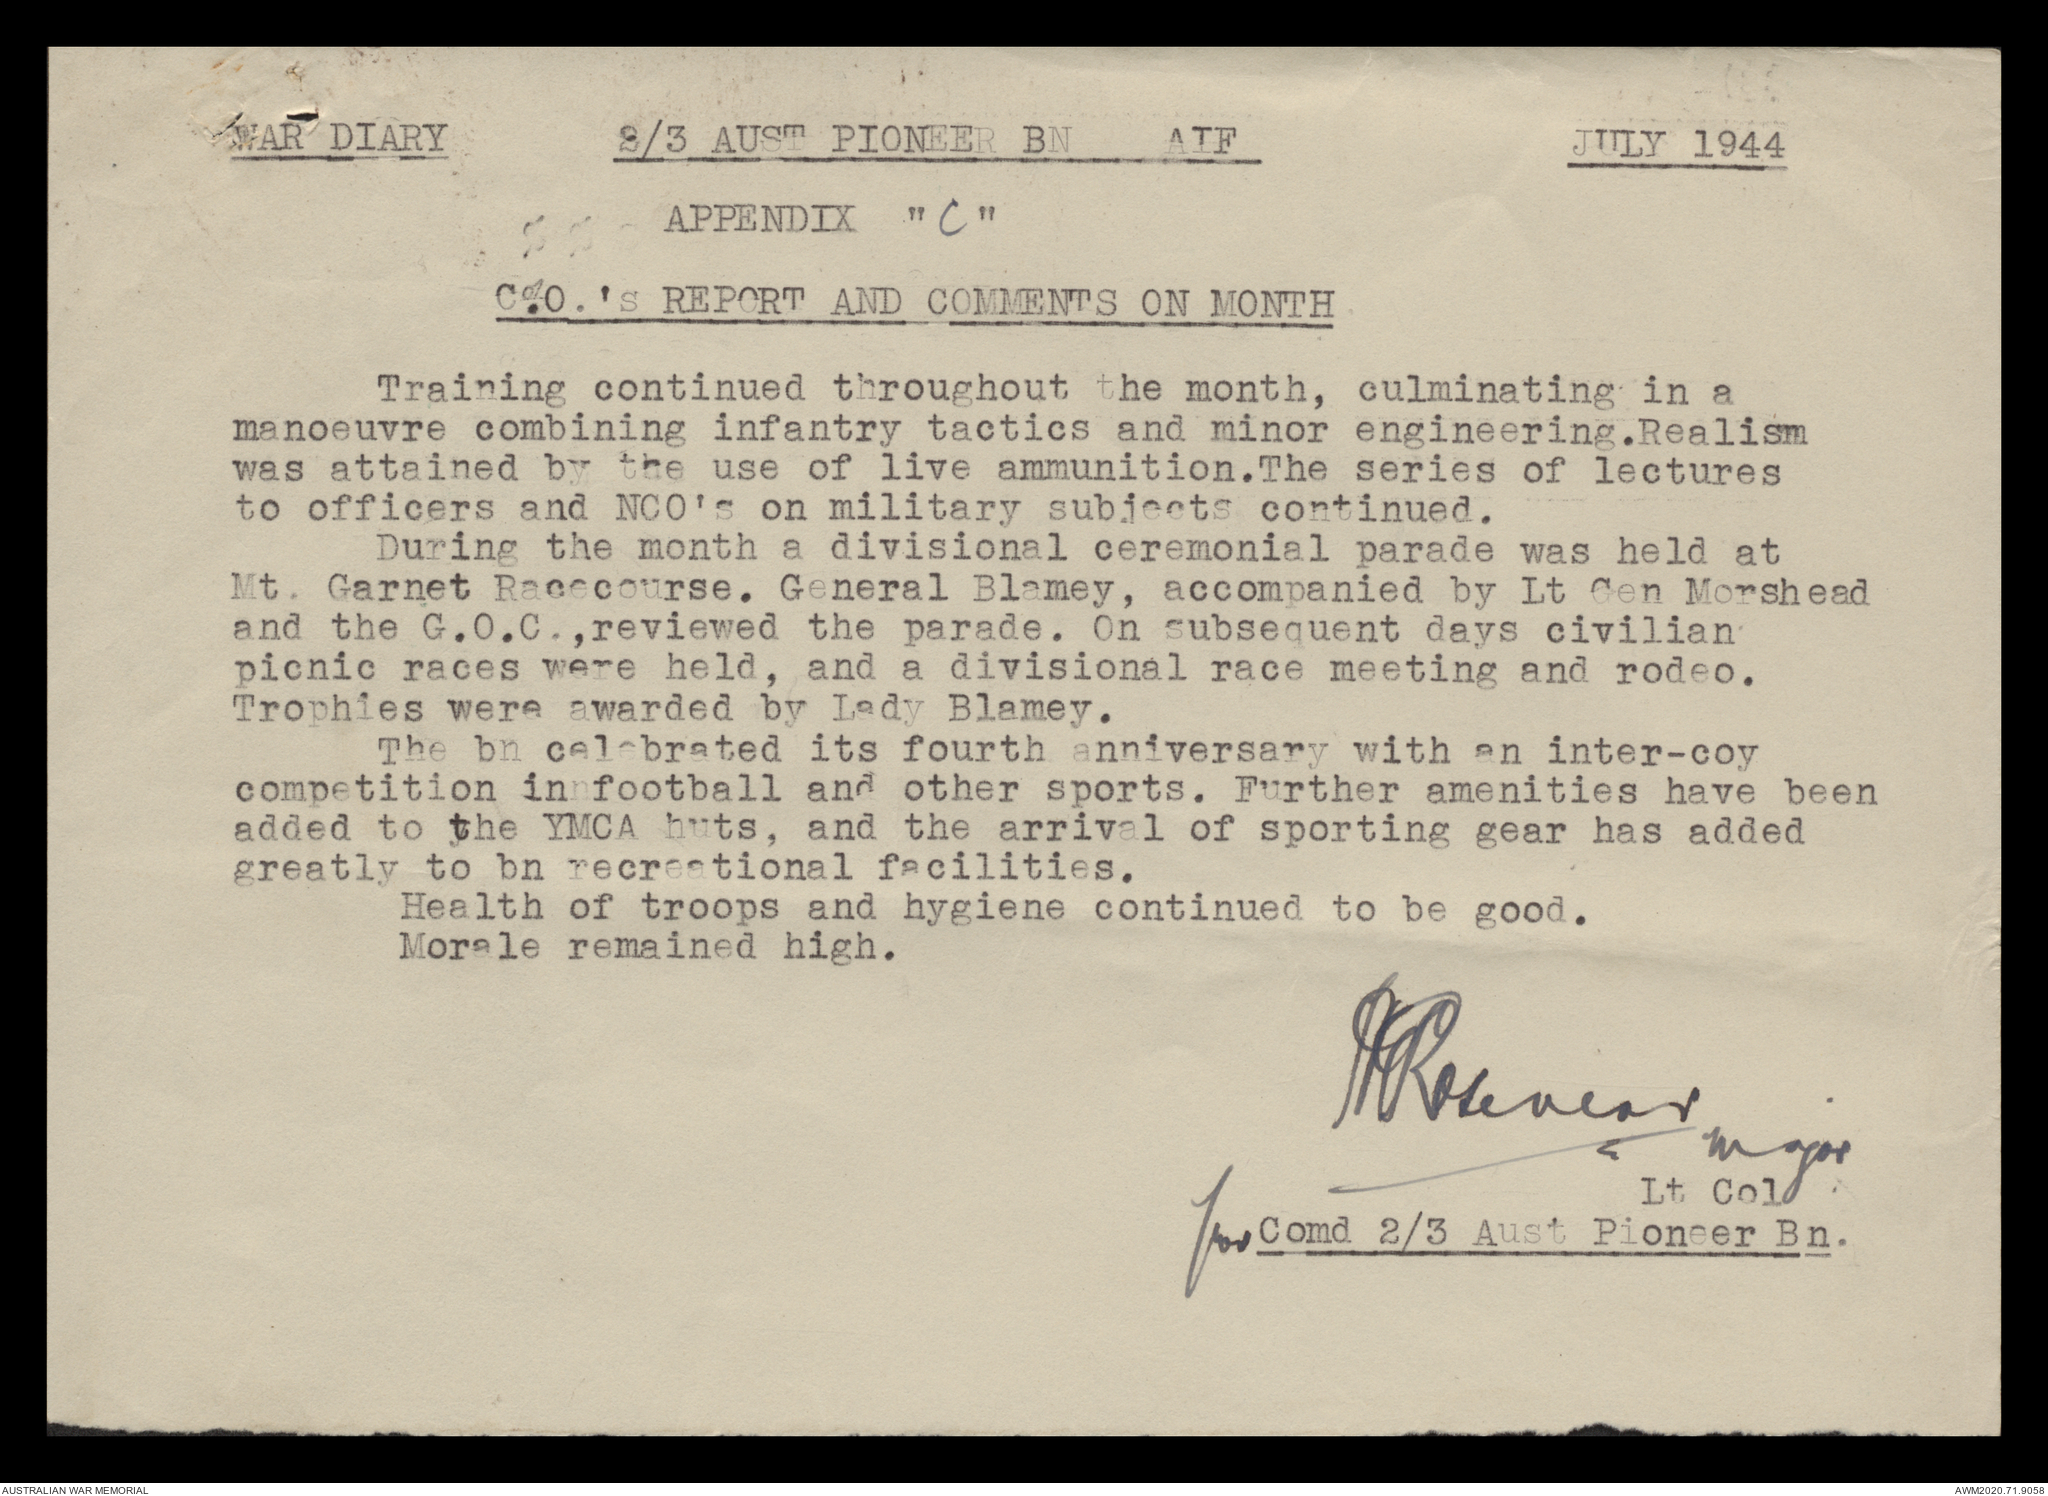 WAR DIARY 2/3 AUST PIONEER BN AIF JULY 1944
APPENDIX "C"
C.O.'s REPORT AND COMMENTS ON MONTH
Training continued throughout the month, culminating in a
manoeuvre combining infantry tactics and minor engineering.Realism
was attained by the use of live ammunition.The series of lectures
to officers and NCO's on military subjects continued.
During the month a divisional ceremonial parade was held at
Mt. Garnet Racecourse. General Blamey, accompanied by Lt Gen Morshead
and the G.O.C.,reviewed the parade. On subsequent days civilian
picnic races were held, and a divisional race meeting and rodeo.
Trophies were awarded by Lady Blamey.
The bn celebrated its fourth anniversary with an inter-coy
competition innfootball and other sports. Further amenities have been
added to the YMCA huts, and the arrival of sporting gear has added
greatly to bn recreational facilities.
Health of troops and hygiene continued to be good.
Morale remained high.
Rosevear
Major
Lt Col
for Comd 2/3 Aust Pioneer Bn.
AUSTRALIAN WAR MEMORIAL AWM2020.71.9058